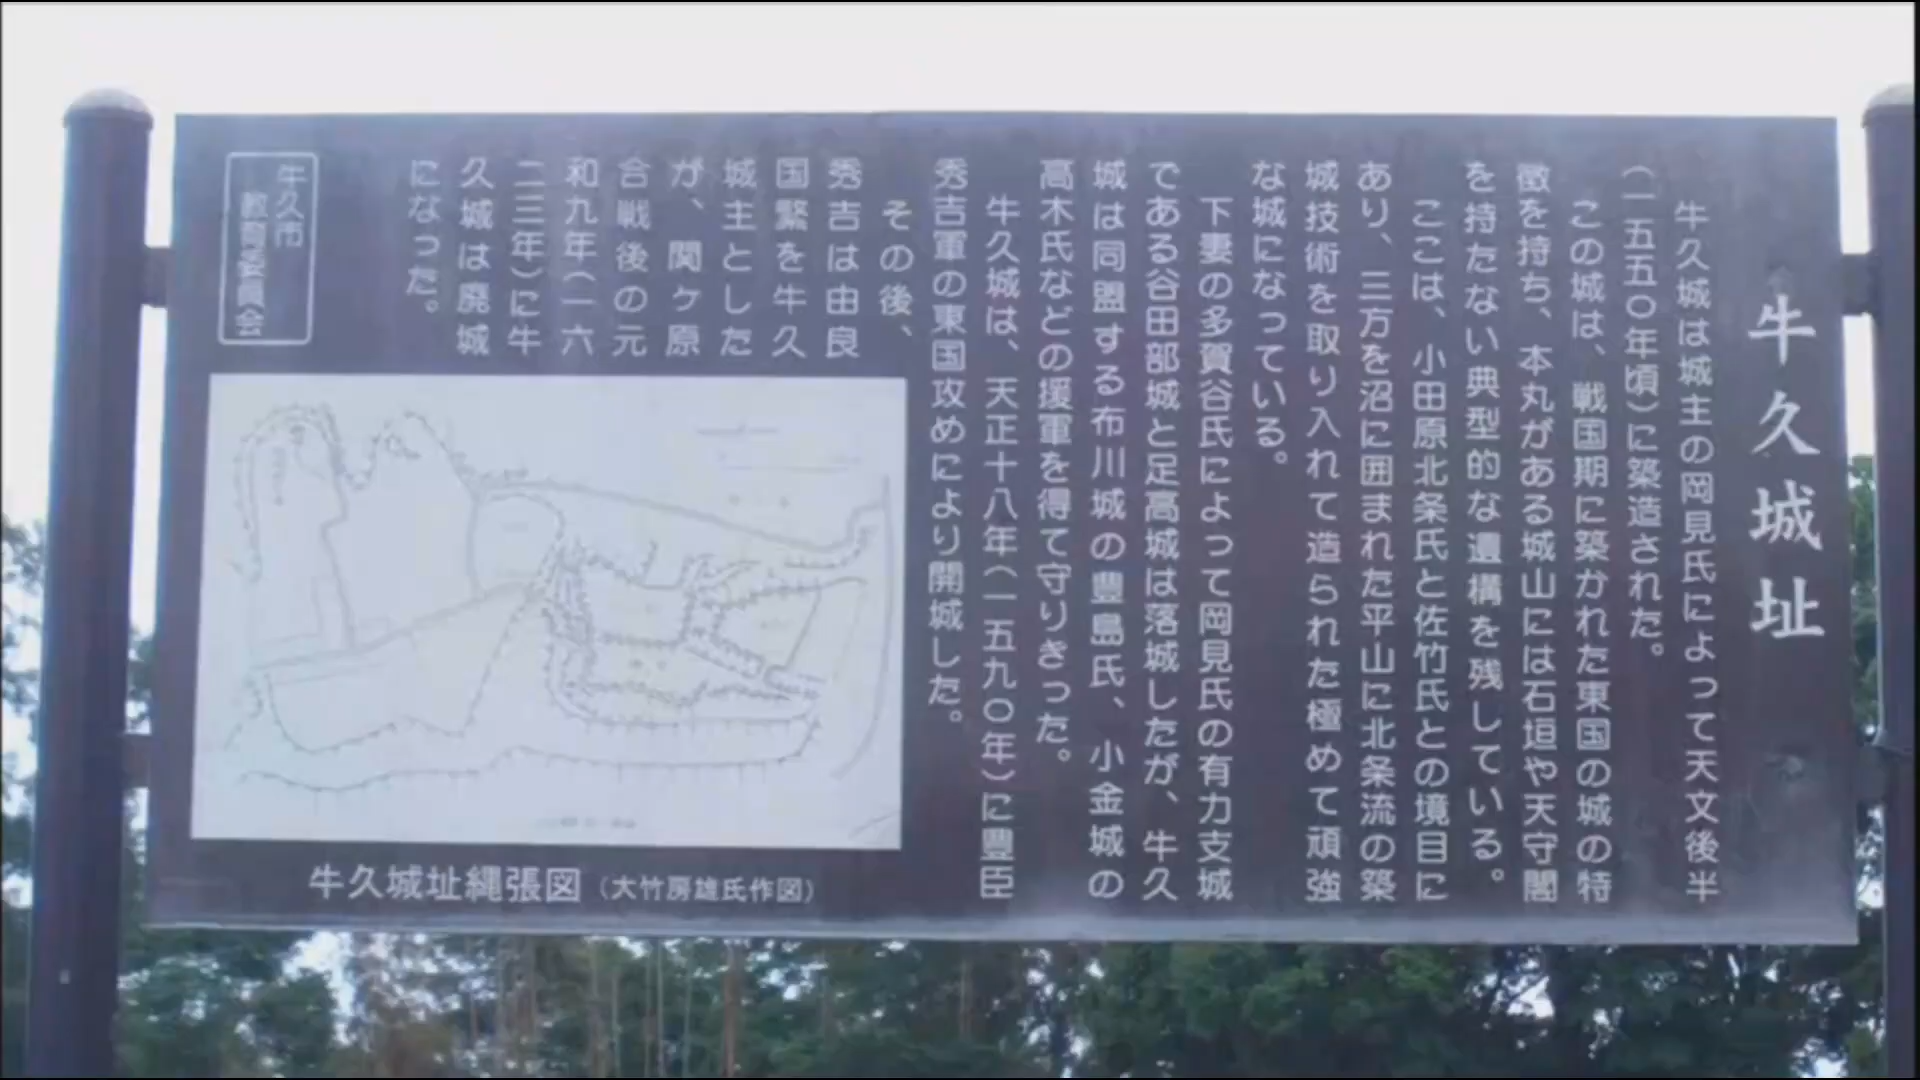 牛久城址
牛久城は城主の岡見氏によって天文後半
（一五五〇年頃）に築造された。
この城は、戦国期に築かれた東国の城の特
徴を持ち、本丸がある城山には石垣や天守閣
を持たない典型的な遺構を残している。
ここは、小田原北条氏と佐竹氏との境目に
あり、三方を沼に囲まれた平山に北条流の築
城技術を取り入れて造られた極めて頑強
な城になっている。
下妻の多賀谷氏によって岡見氏の有力支城
である谷田部城と足高城は落城したが、牛久
城は同盟する布川城の豊島氏、小金城の
高木氏などの援軍を得て守りきった。
牛久城は、天正十八年（一五九〇年）に豊臣
秀吉軍の東国攻めにより開城した。
その後、
秀吉は由良
国繁を牛久
城主とした
が、関ヶ原
合戦後の元
和九年（一六
二三年）に牛
久城は廃城
になった。
牛久市
教育委員会
牛久城址縄張図（大竹房雄氏作図）